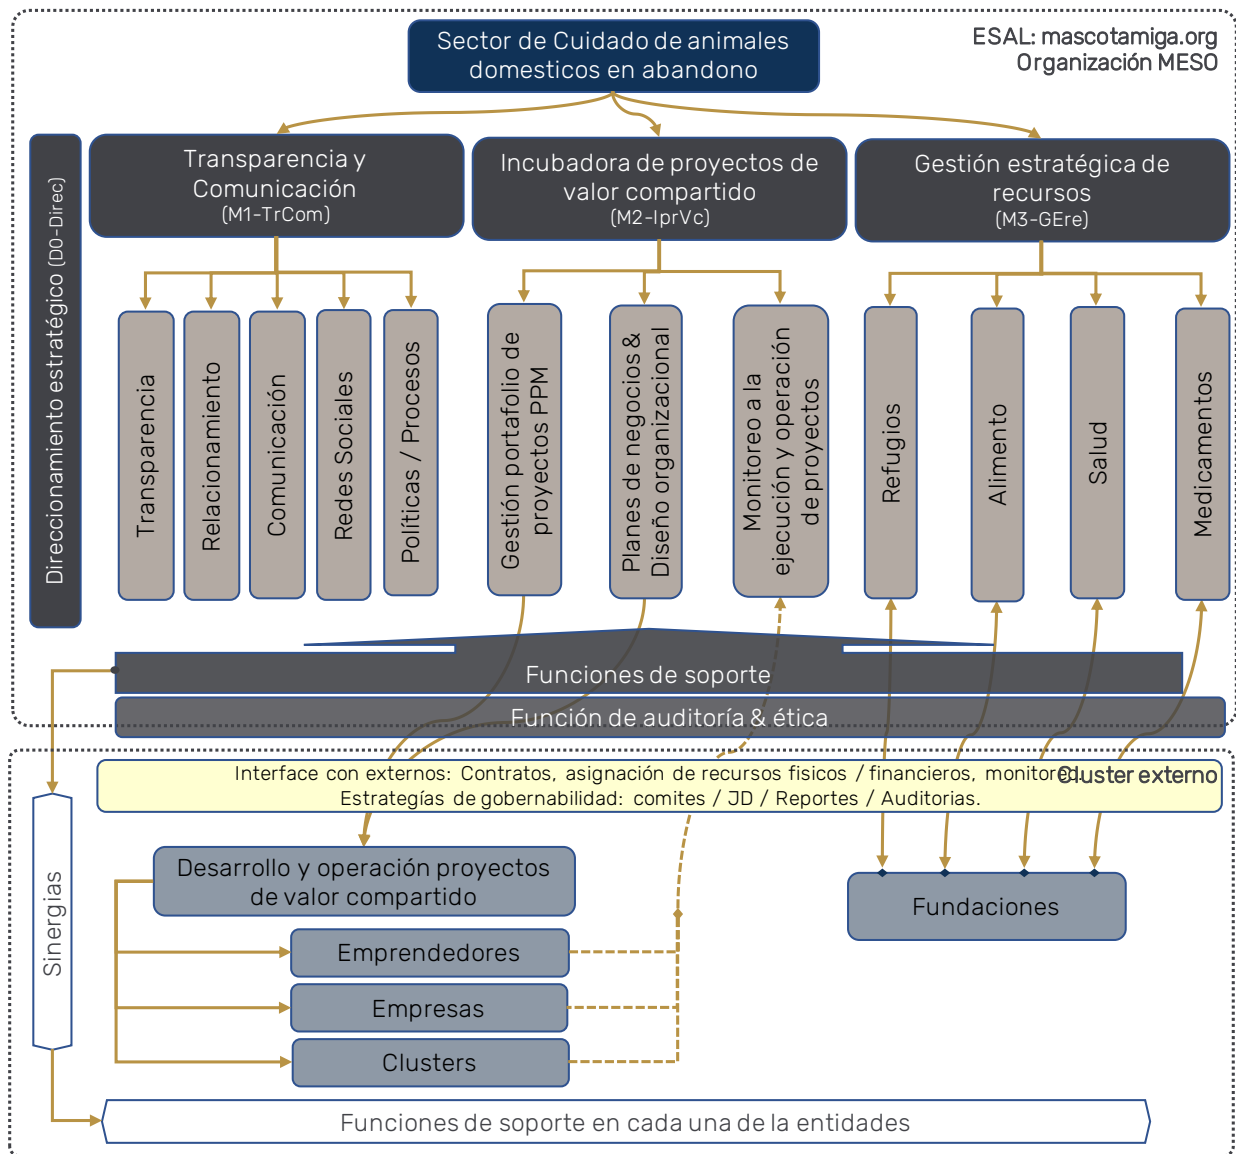 Sector de Cuidado de animales
domesticos en abandono
ESAL: mascotamiga.org
Organización MESO
Direccionamiento estratégico (D0-Direc)
Transparencia y
Comunicación
(M1-TrCom)
Incubadora de proyectos de
valor compartido
(M2-IprVc)
Gestión estratégica de
recursos
(M3-GEre)
Transparencia
Relacionamiento
Comunicación
Redes Sociales
Políticas / Procesos
Gestión portafolio de
proyectos PPM
Planes de negocios &
Diseño organizacional
Monitoreo a la
ejecución y operación
de proyectos
Refugios
Alimento
Salud
Medicamentos
Funciones de soporte
Función de auditoría & ética
Interface con externos: Contratos, asignación de recursos fisicos / financieros, monitoreo.
Estrategías de gobernabilidad: comites / JD / Reportes / Auditorias.
Cluster externo
Sinergias
Desarrollo y operación proyectos
de valor compartido
Emprendedores
Empresas
Clusters
Fundaciones
Funciones de soporte en cada una de la entidades